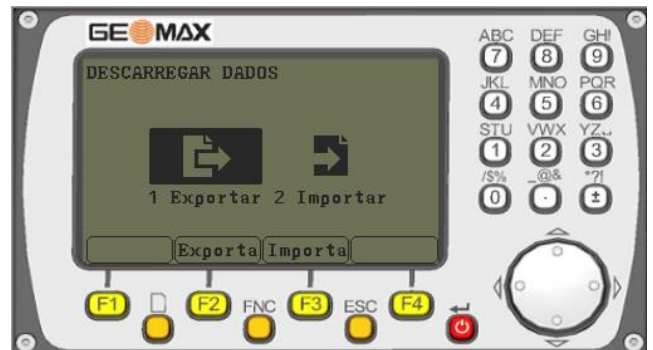 GEOMAX
DESCARREGAR DADOS
1 Exportar 2 Importar
Exporta Importa
F1 F2 FNC F3 ESC F4
ABC DEF GHI
7 8 9
JKL MNO PQR
4 5 6
STU VWX YZ␣
1 2 3
/$% _@& *?!
0 . ±